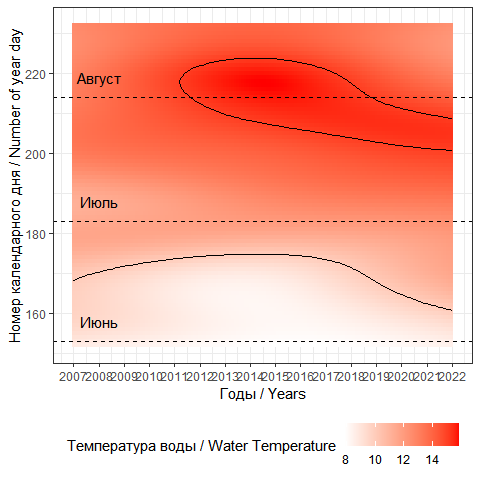 Номер календарного дня / Number of year day
220
200
180
160
Август
Июль
Июнь
2007 2008 2009 2010 2011 2012 2013 2014 2015 2016 2017 2018 2019 2020 2021 2022
Годы / Years
Температура воды / Water Temperature
8 10 12 14